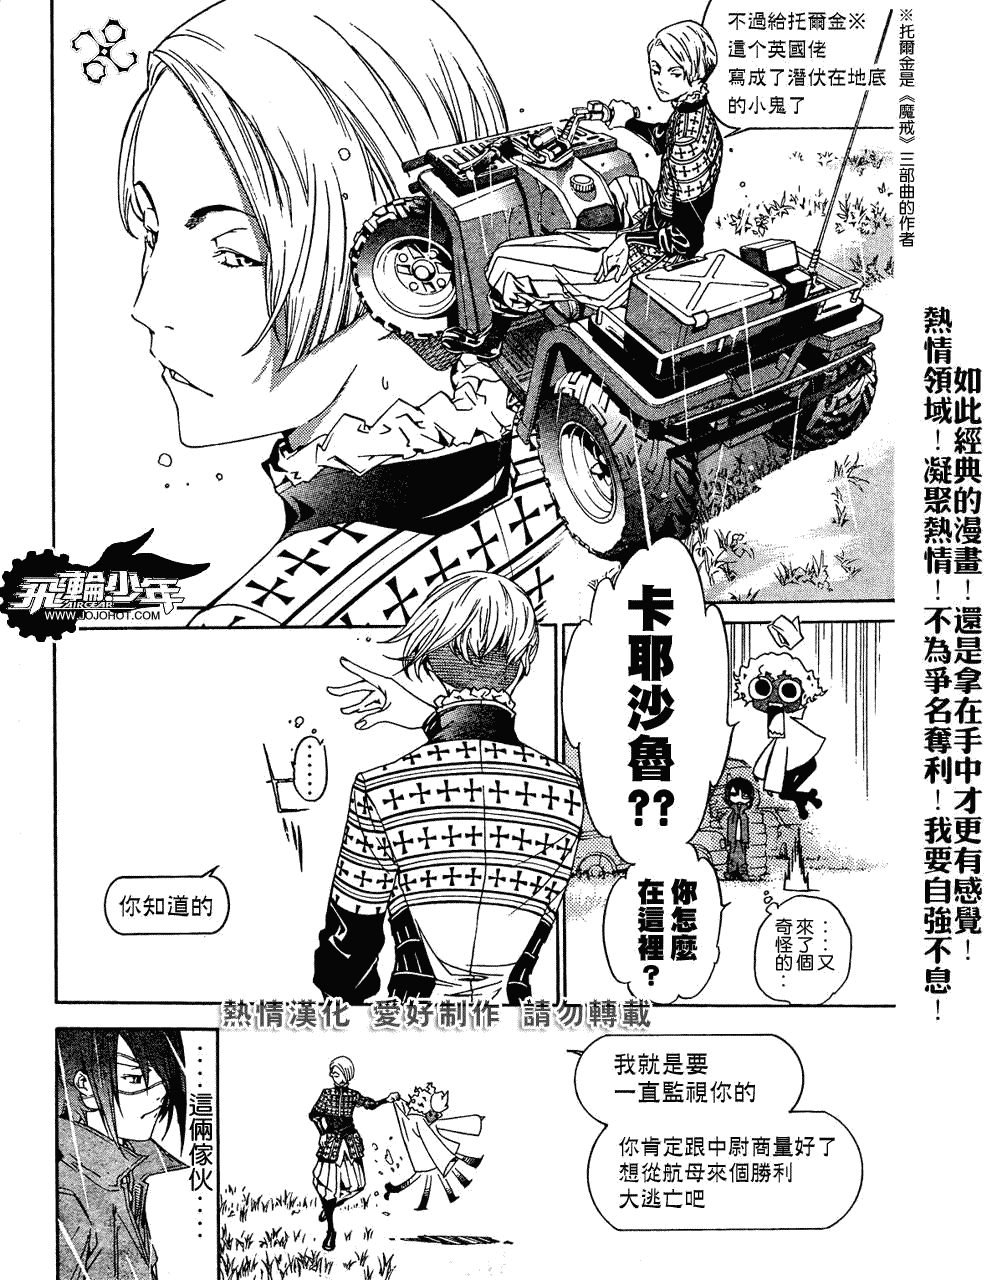 不過給托爾金※
這个英國佬
寫成了潛伏在地底
的小鬼了
※托爾金是《魔戒》三部曲的作者
如此經典的漫畫！還是拿在手中才更有感覺！
熱情領域！凝聚熱情！不為爭名奪利！我要自強不息！
飛輪少年
AIRGEAR
WWW.JOJOHOT.COM
卡耶沙魯??
你怎麼
在這裡？
……又
來了個
奇怪的…
……
你知道的
熱情漢化 愛好制作 請勿轉載
我就是要
一直監視你的
你肯定跟中尉商量好了
想從航母來個勝利
大逃亡吧
……這倆傢伙……